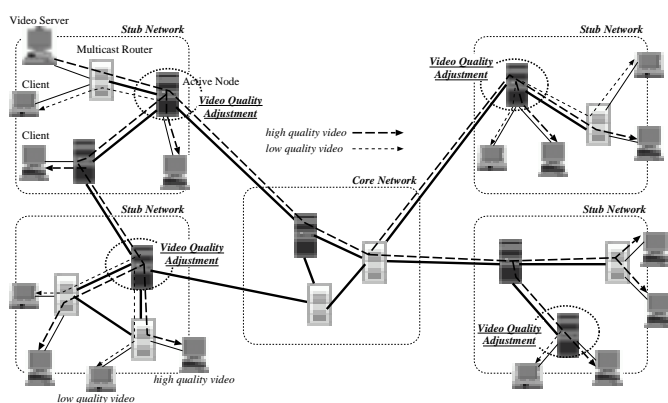 Video Server
Stub Network
Multicast Router
Client
Active Node
Video Quality
Adjustment
Client
high quality video
low quality video
Stub Network
Video Quality
Adjustment
Core Network
Stub Network
Video Quality
Adjustment
high quality video
low quality video
Stub Network
Video Quality
Adjustment